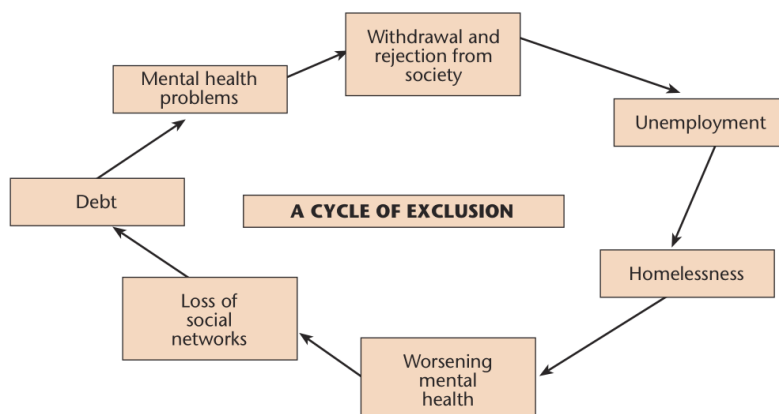 Withdrawal and
rejection from
society
Mental health
problems
Unemployment
Debt
A CYCLE OF EXCLUSION
Homelessness
Loss of
social
networks
Worsening
mental
health